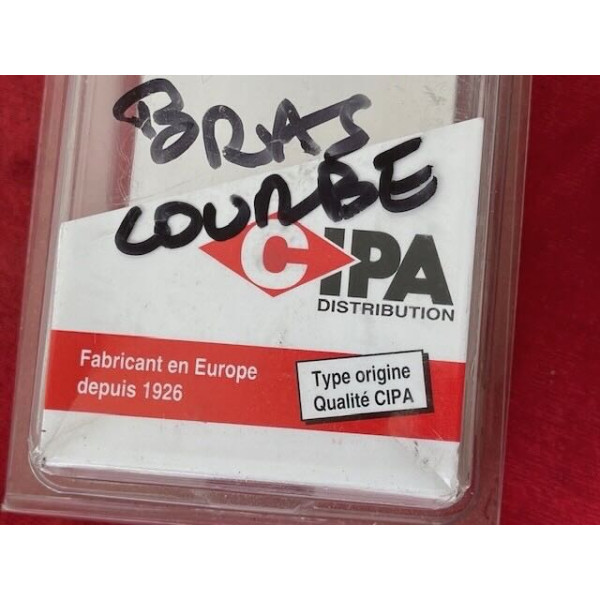 BRAS
COURBE
CIPA
DISTRIBUTION
Fabricant en Europe
depuis 1926
Type origine
Qualité CIPA